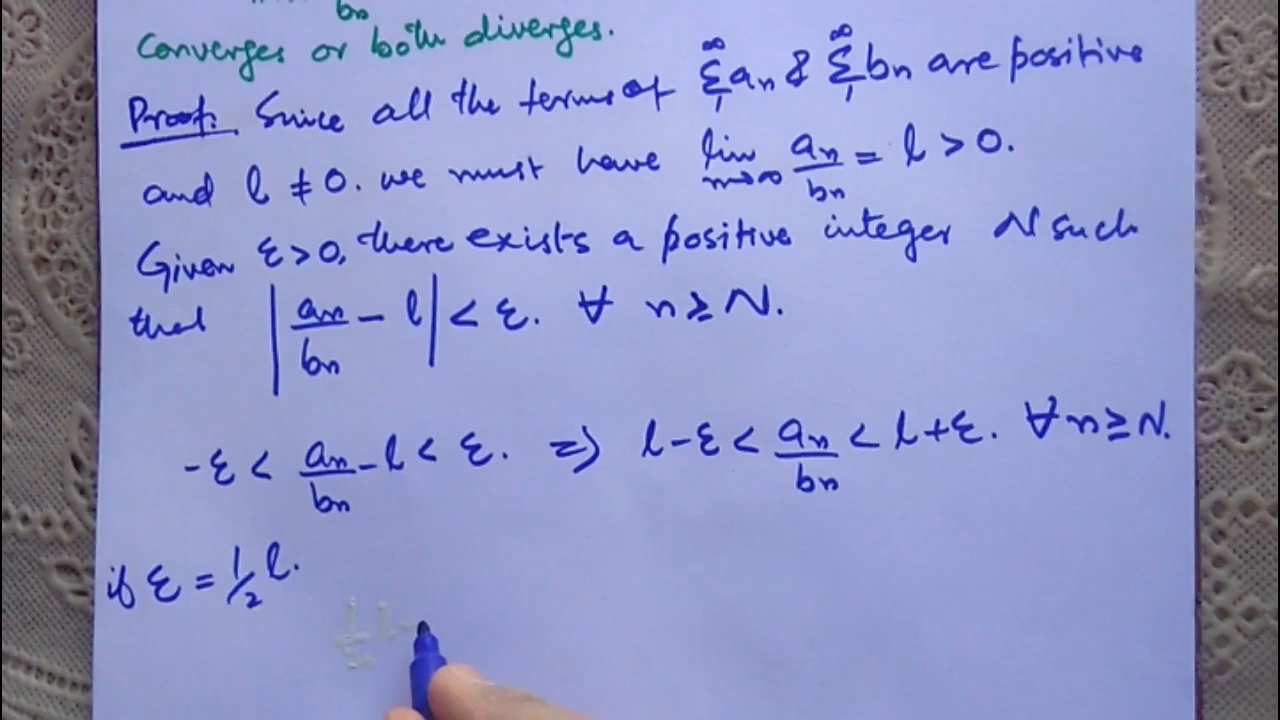 bn
Converges or both diverges.
Proof: Since all the terms of ∞Σ1 an & ∞Σ1 bn are positive
and l ≠ 0. we must have lim n→∞ an/bn = l > 0.
Given ε > 0, there exists a positive integer N such
that |an/bn - l| < ε. ∀ n ≥ N.
-ε < an/bn - l < ε. => l-ε < an/bn < l+ε. ∀ n ≥ N.
if ε = 1/2 l.